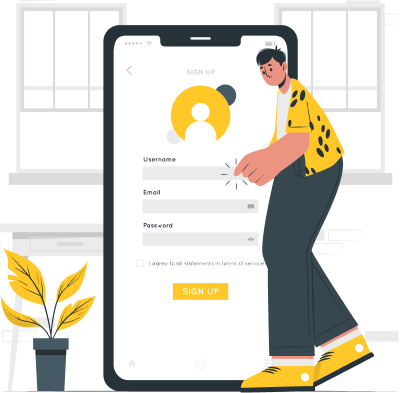 SIGN UP
Username
Email
Password
I agree to all statements in terms of service
SIGN UP